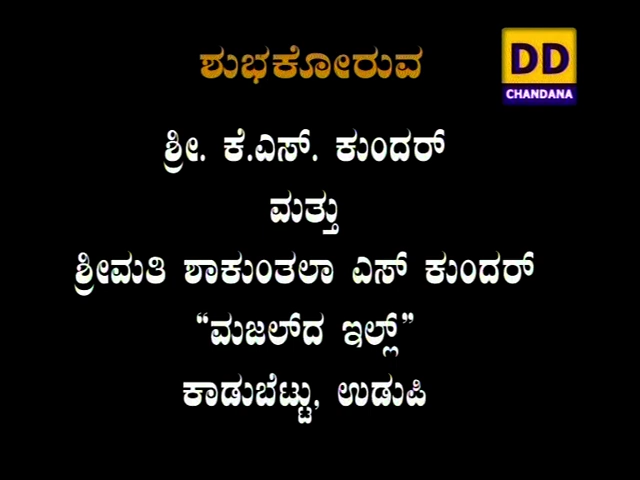 ಶುಭಕೋರುವ
DD
CHANDANA
ಶ್ರೀ. ಕೆ.ಎಸ್. ಕುಂದರ್
ಮತ್ತು
ಶ್ರೀಮತಿ ಶಾಕುಂತಲಾ ಎಸ್ ಕುಂದರ್
“ಮಜಲ್‌ದ ಇಲ್ಲ್”
ಕಾಡುಬೆಟ್ಟು, ಉಡುಪಿ